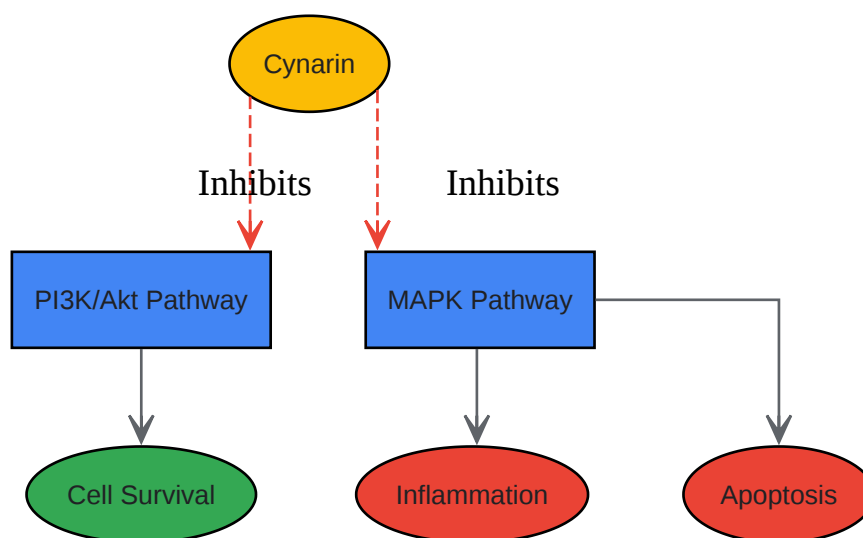 Cynarin
Inhibits
Inhibits
PI3K/Akt Pathway
MAPK Pathway
Cell Survival
Inflammation
Apoptosis